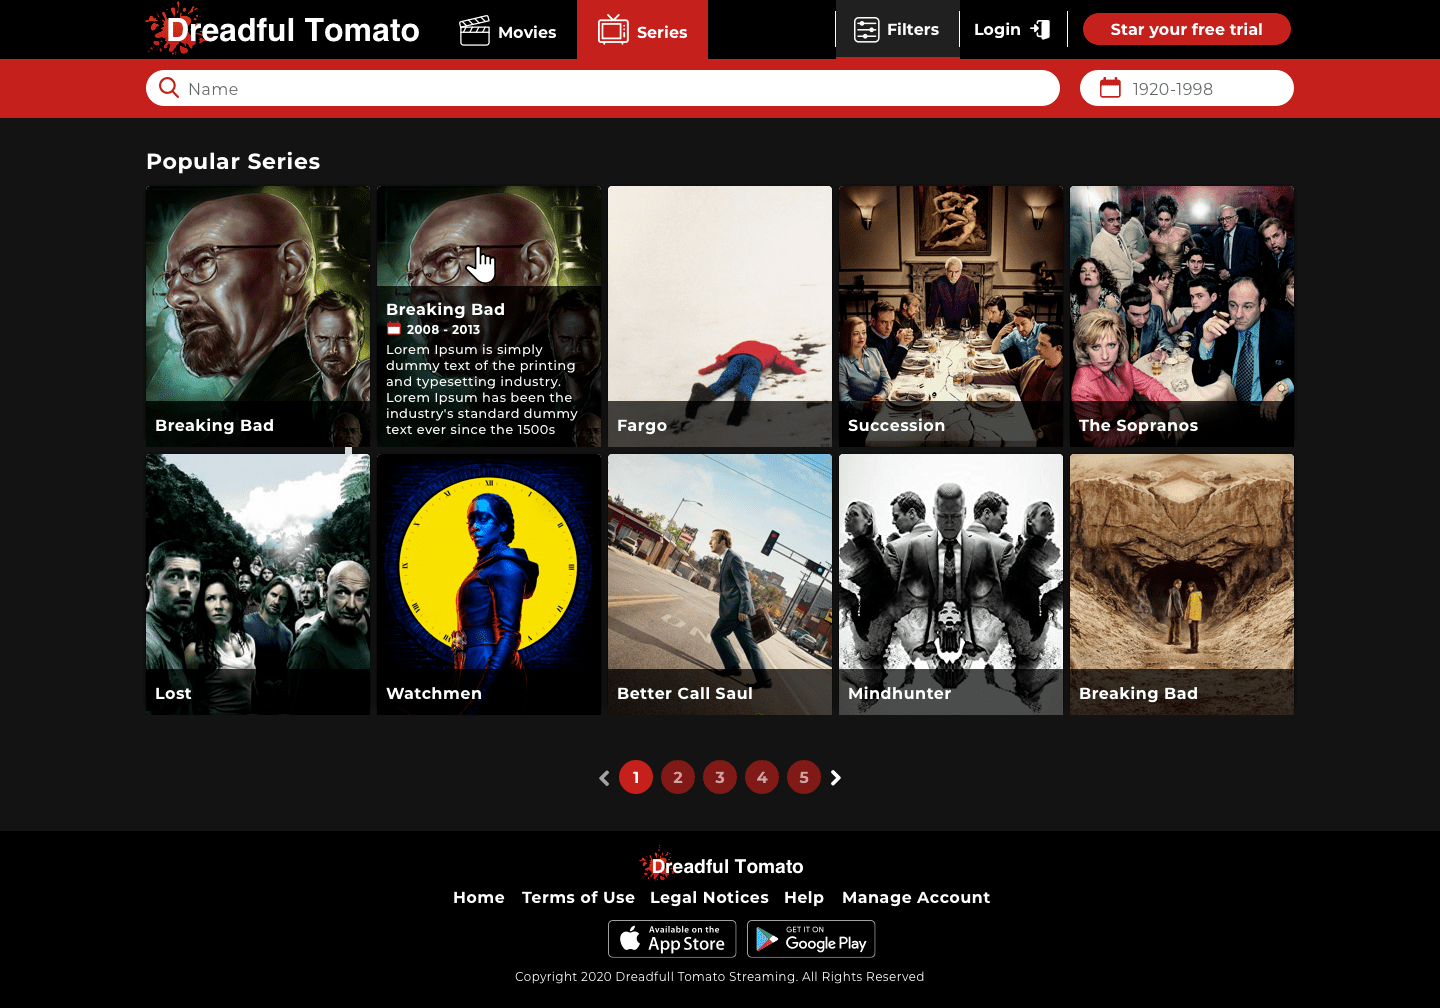 Dreadful Tomato
Movies
Series
Filters
Login
Star your free trial
Name
1920-1998
Popular Series
Breaking Bad
Breaking Bad
2008 - 2013
Lorem Ipsum is simply
dummy text of the printing
and typesetting industry.
Lorem Ipsum has been the
industry's standard dummy
text ever since the 1500s
Fargo
Succession
The Sopranos
Lost
Watchmen
Better Call Saul
Mindhunter
Breaking Bad
1 2 3 4 5
Dreadful Tomato
Home Terms of Use Legal Notices Help Manage Account
Available on the
App Store
GET IT ON
Google Play
Copyright 2020 Dreadfull Tomato Streaming. All Rights Reserved